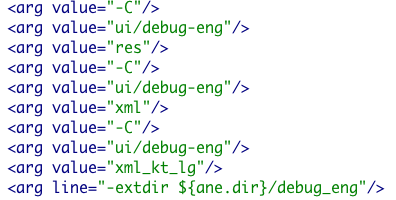 <arg value="-C"/>
<arg value="ui/debug-eng"/>
<arg value="res"/>
<arg value="-C"/>
<arg value="ui/debug-eng"/>
<arg value="xml"/>
<arg value="-C"/>
<arg value="ui/debug-eng"/>
<arg value="xml_kt_lg"/>
<arg line="-extdir ${ane.dir}/debug_eng"/>